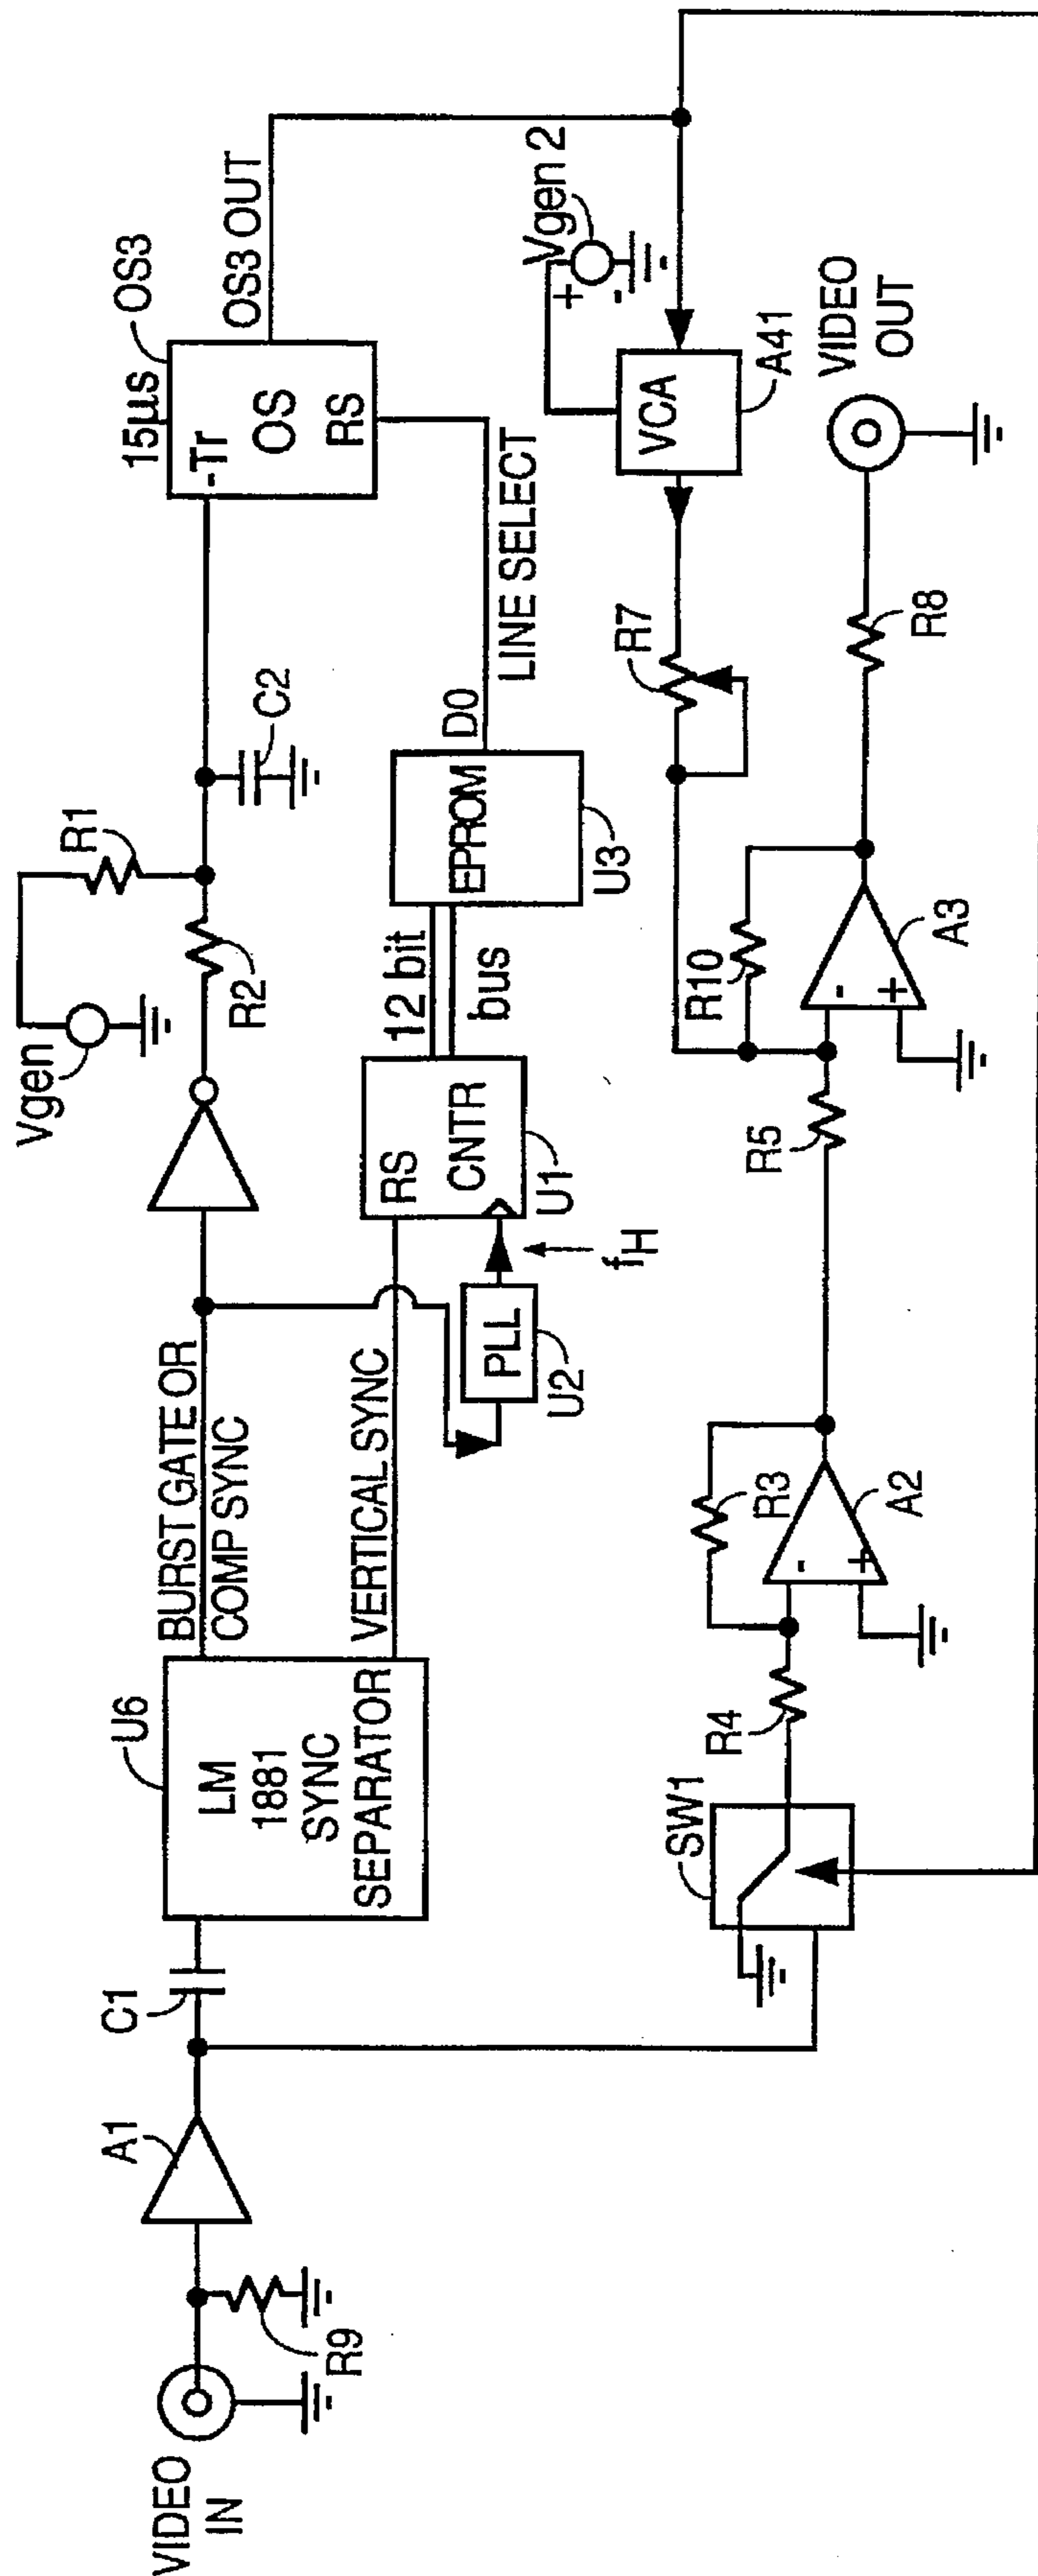 VIDEO
IN
R9
A1
C1
U6
LM
1881
SYNC
SEPARATOR
BURST GATE OR
COMP SYNC
VERTICAL SYNC
PLL
U2
fH
RS
CNTR
U1
12 bit
bus
EPROM
U3
D0
LINE SELECT
Vgen
R2
R1
C2
15µs
OS3
-Tr
OS
RS
OS3 OUT
SW1
R4
R3
-
+
A2
R5
R10
-
+
A3
R7
VCA
A41
Vgen 2
+
-
R8
VIDEO
OUT